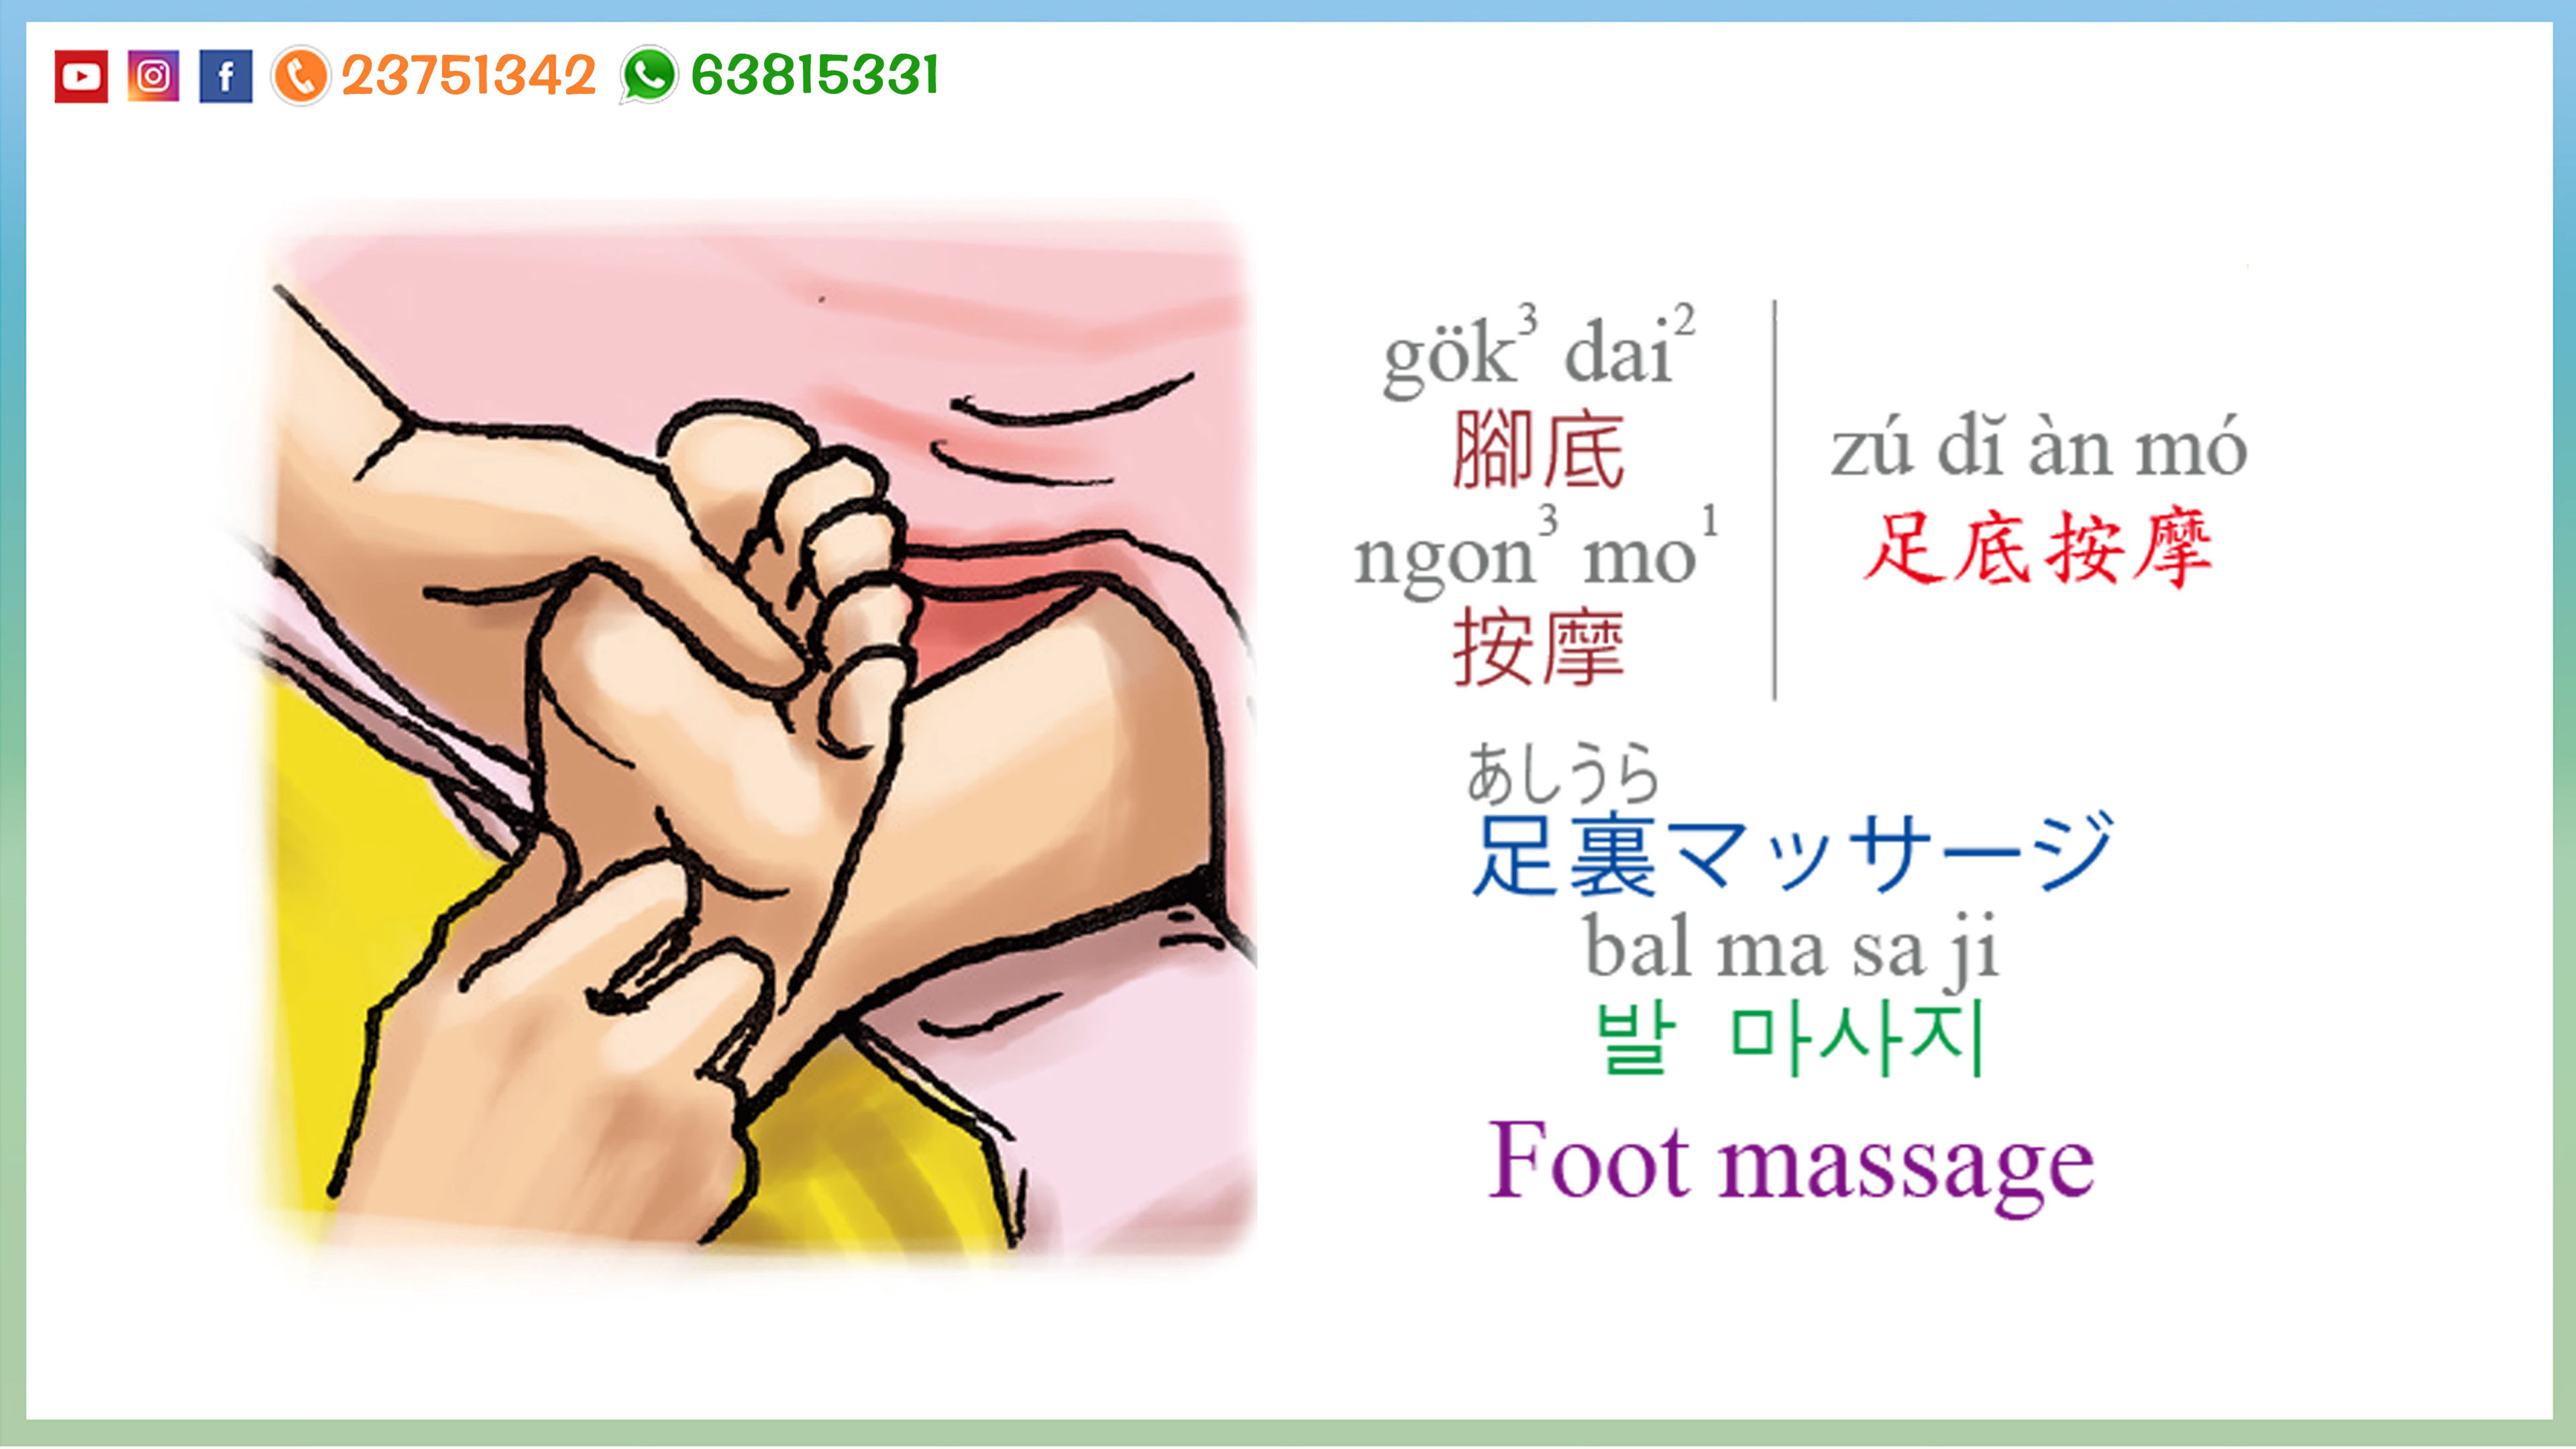 23751342 63815331
gök³ dai²
腳底
ngon³ mo¹
按摩
zú dǐ àn mó
足底按摩
あしうら
足裏マッサージ
bal ma sa ji
발 마사지
Foot massage